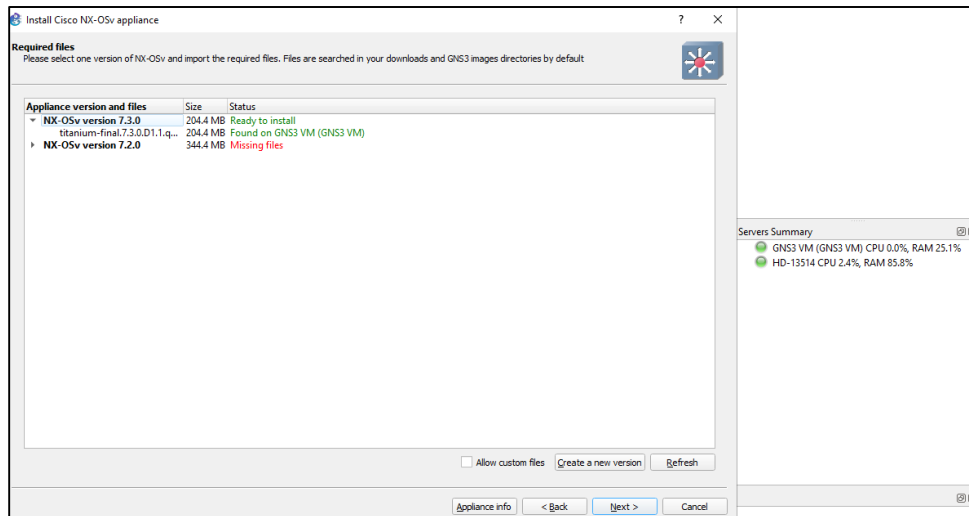 Install Cisco NX-OSv appliance
Required files
Please select one version of NX-OSv and import the required files. Files are searched in your downloads and GNS3 images directories by default
Appliance version and files Size Status
NX-OSv version 7.3.0 204.4 MB Ready to install
titanium-final.7.3.0.D1.1.q... 204.4 MB Found on GNS3 VM (GNS3 VM)
NX-OSv version 7.2.0 344.4 MB Missing files
Allow custom files Create a new version Refresh
Appliance info < Back Next > Cancel
Servers Summary
GNS3 VM (GNS3 VM) CPU 0.0%, RAM 25.1%
HD-13514 CPU 2.4%, RAM 85.8%